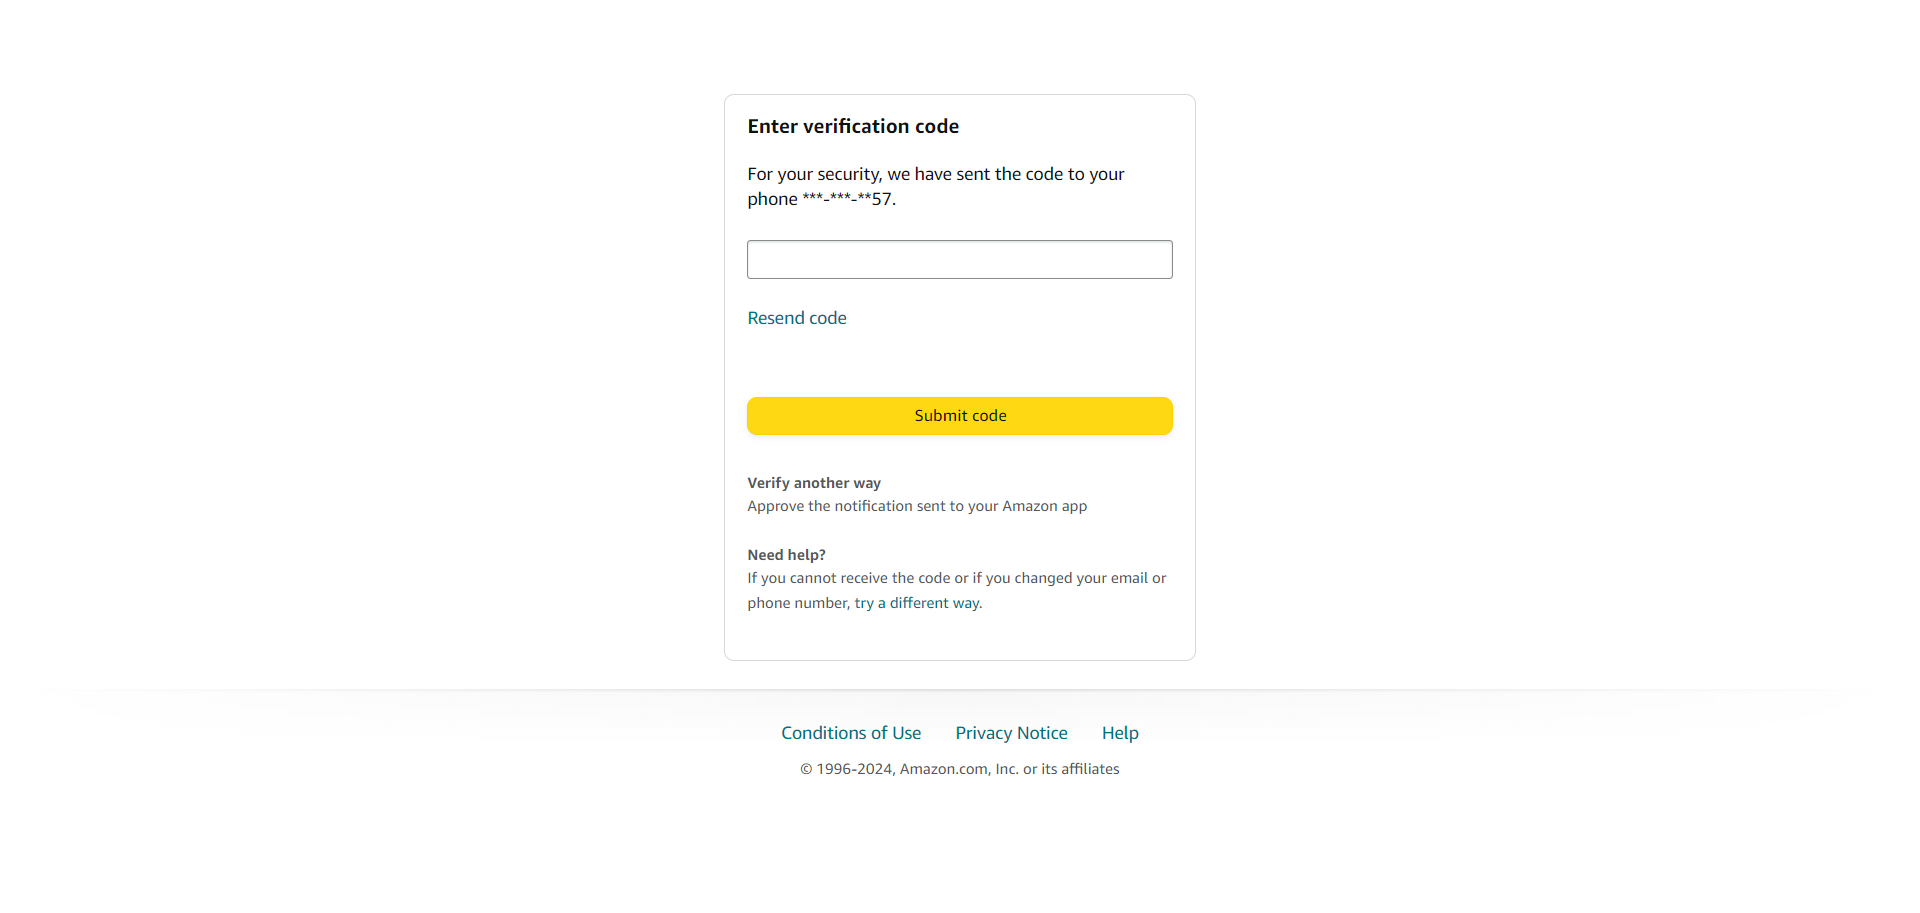 Enter verification code
For your security, we have sent the code to your
phone ***-***-**57.
Resend code
Submit code
Verify another way
Approve the notification sent to your Amazon app
Need help?
If you cannot receive the code or if you changed your email or
phone number, try a different way.
Conditions of Use Privacy Notice Help
© 1996-2024, Amazon.com, Inc. or its affiliates